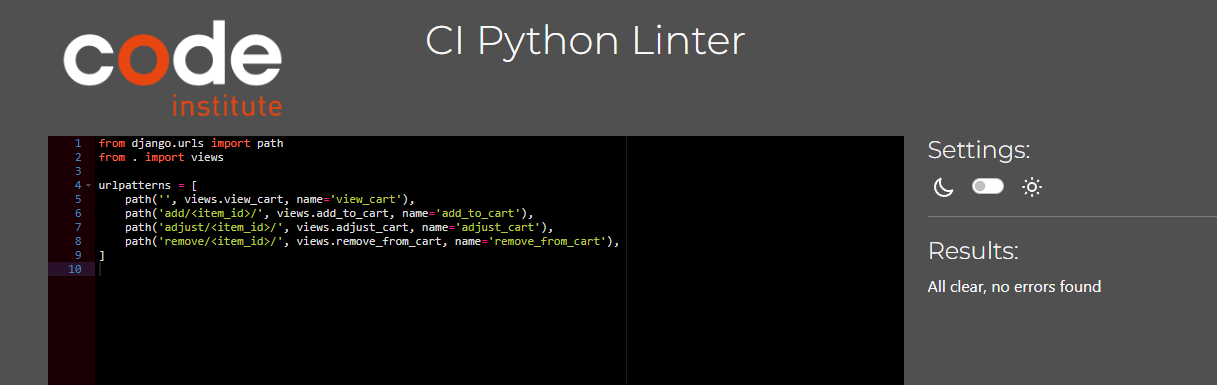 code
institute
CI Python Linter
1 from django.urls import path
2 from . import views
3
4 urlpatterns = [
5     path('', views.view_cart, name='view_cart'),
6     path('add/<item_id>/', views.add_to_cart, name='add_to_cart'),
7     path('adjust/<item_id>/', views.adjust_cart, name='adjust_cart'),
8     path('remove/<item_id>/', views.remove_from_cart, name='remove_from_cart'),
9 ]
10
Settings:
Results:
All clear, no errors found